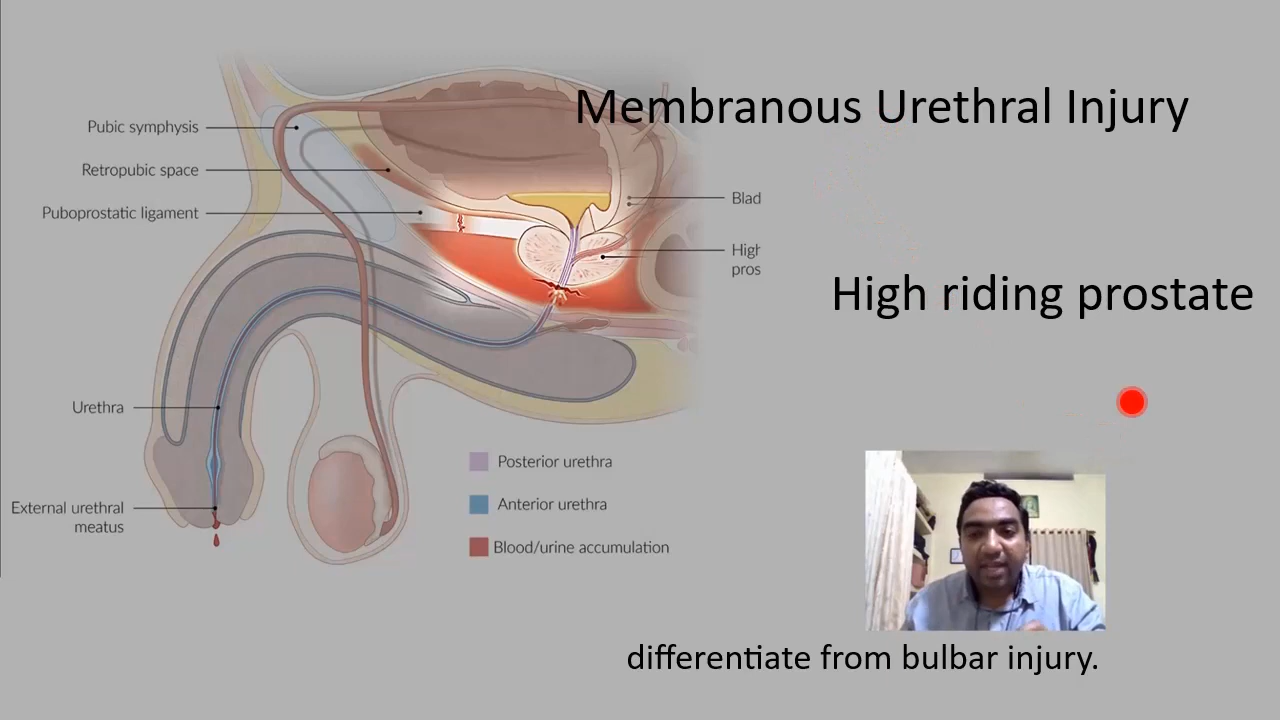 Membranous Urethral Injury
Pubic symphysis
Retropubic space
Puboprostatic ligament
Blad
High
pros
High riding prostate
Urethra
External urethral
meatus
Posterior urethra
Anterior urethra
Blood/urine accumulation
differentiate from bulbar injury.